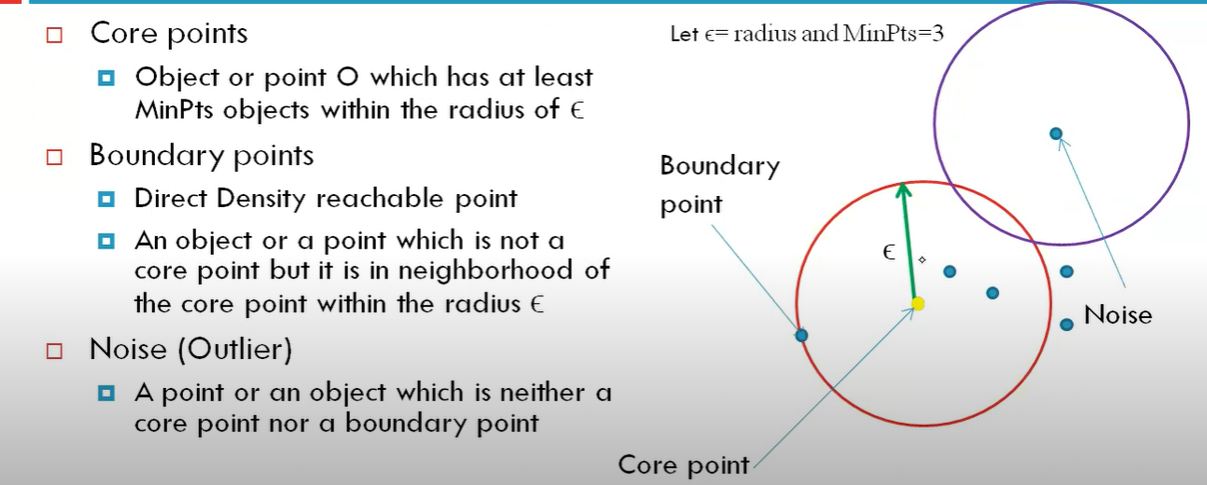 Core points
Object or point O which has at least
MinPts objects within the radius of ϵ
Boundary points
Direct Density reachable point
An object or a point which is not a
core point but it is in neighborhood of
the core point within the radius ϵ
Noise (Outlier)
A point or an object which is neither a
core point nor a boundary point
Let ϵ= radius and MinPts=3
Boundary
point
ϵ
Noise
Core point